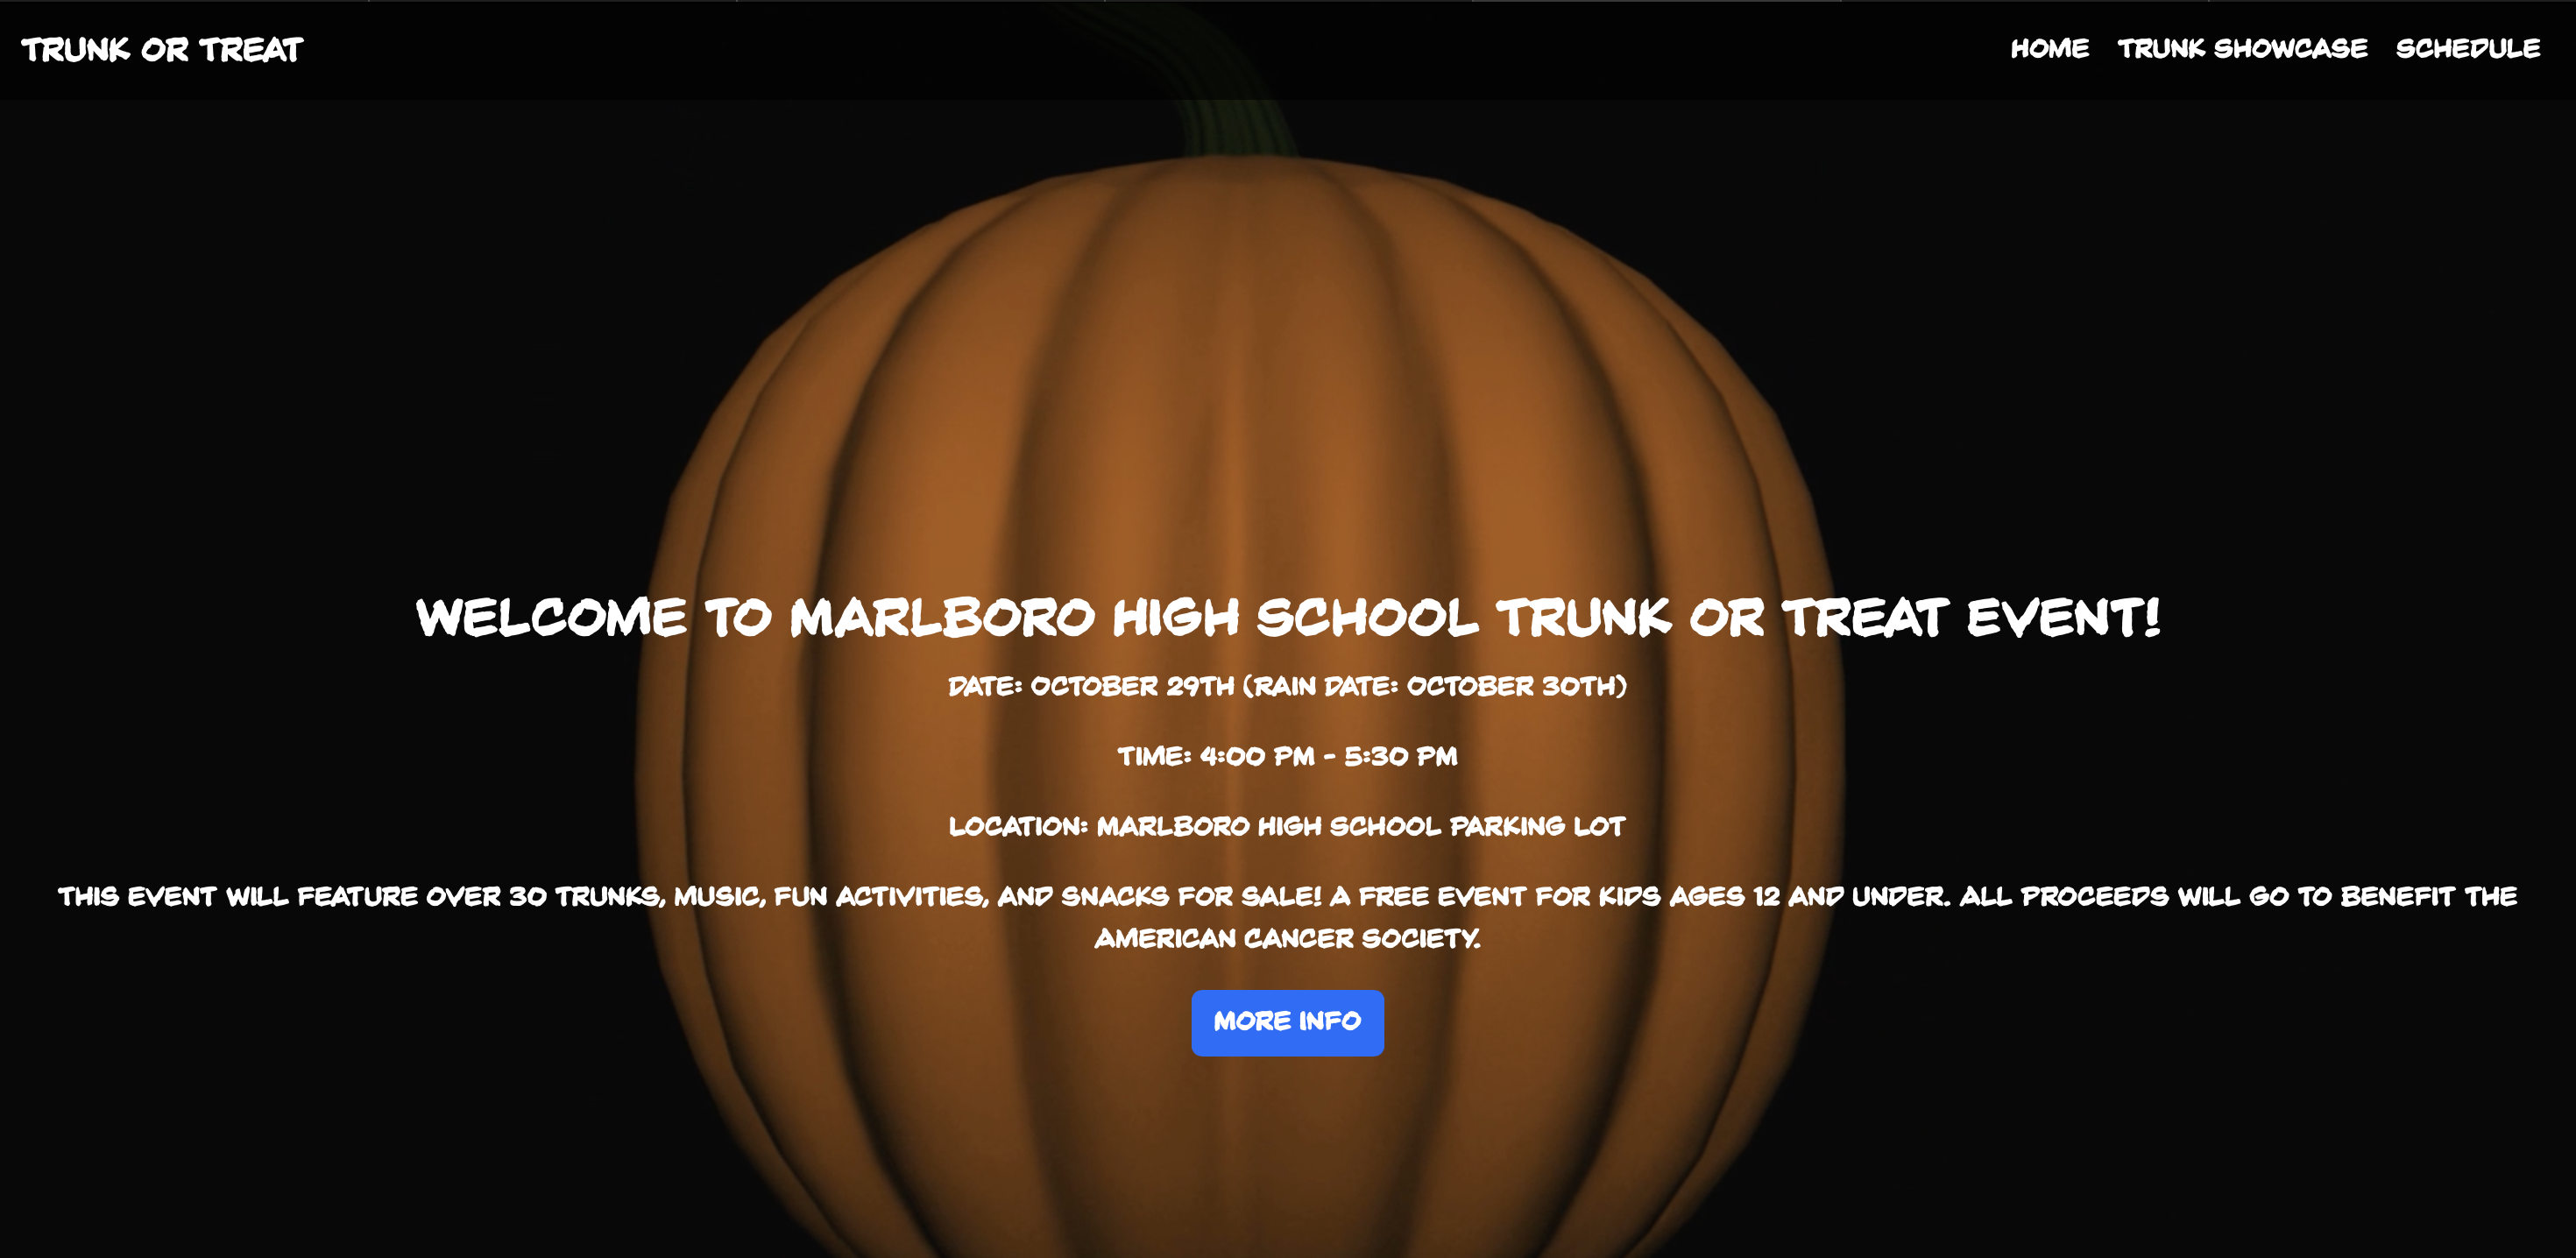 TRUNK OR TREAT
HOME TRUNK SHOWCASE SCHEDULE
WELCOME TO MARLBORO HIGH SCHOOL TRUNK OR TREAT EVENT!
DATE: OCTOBER 29TH (RAIN DATE: OCTOBER 30TH)
TIME: 4:00 PM - 5:30 PM
LOCATION: MARLBORO HIGH SCHOOL PARKING LOT
THIS EVENT WILL FEATURE OVER 30 TRUNKS, MUSIC, FUN ACTIVITIES, AND SNACKS FOR SALE! A FREE EVENT FOR KIDS AGES 12 AND UNDER. ALL PROCEEDS WILL GO TO BENEFIT THE
AMERICAN CANCER SOCIETY.
MORE INFO